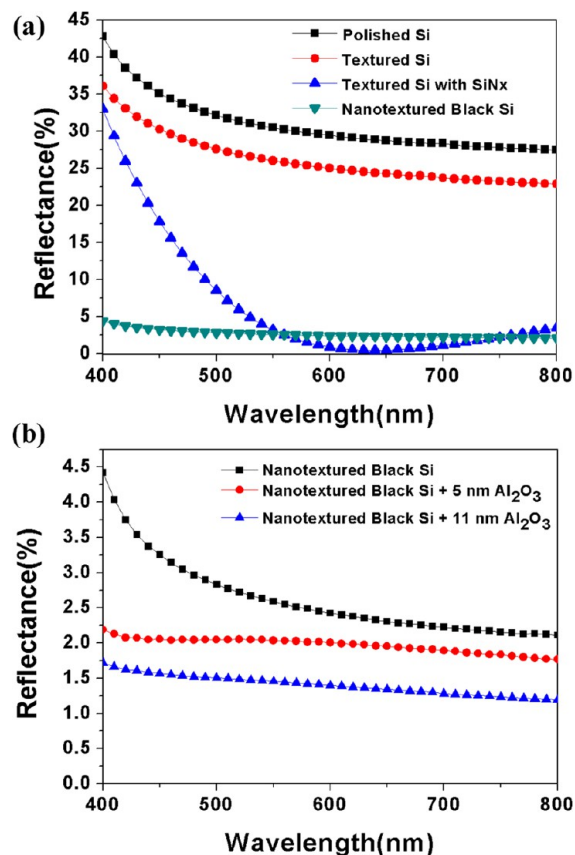 (a)
45
40
35
30
25
20
15
10
5
0
Reflectance(%)
Polished Si
Textured Si
Textured Si with SiNx
Nanotextured Black Si
400 500 600 700 800
Wavelength(nm)
(b)
4.5
4.0
3.5
3.0
2.5
2.0
1.5
1.0
0.5
0.0
Reflectance(%)
Nanotextured Black Si
Nanotextured Black Si + 5 nm Al₂O₃
Nanotextured Black Si + 11 nm Al₂O₃
400 500 600 700 800
Wavelength(nm)